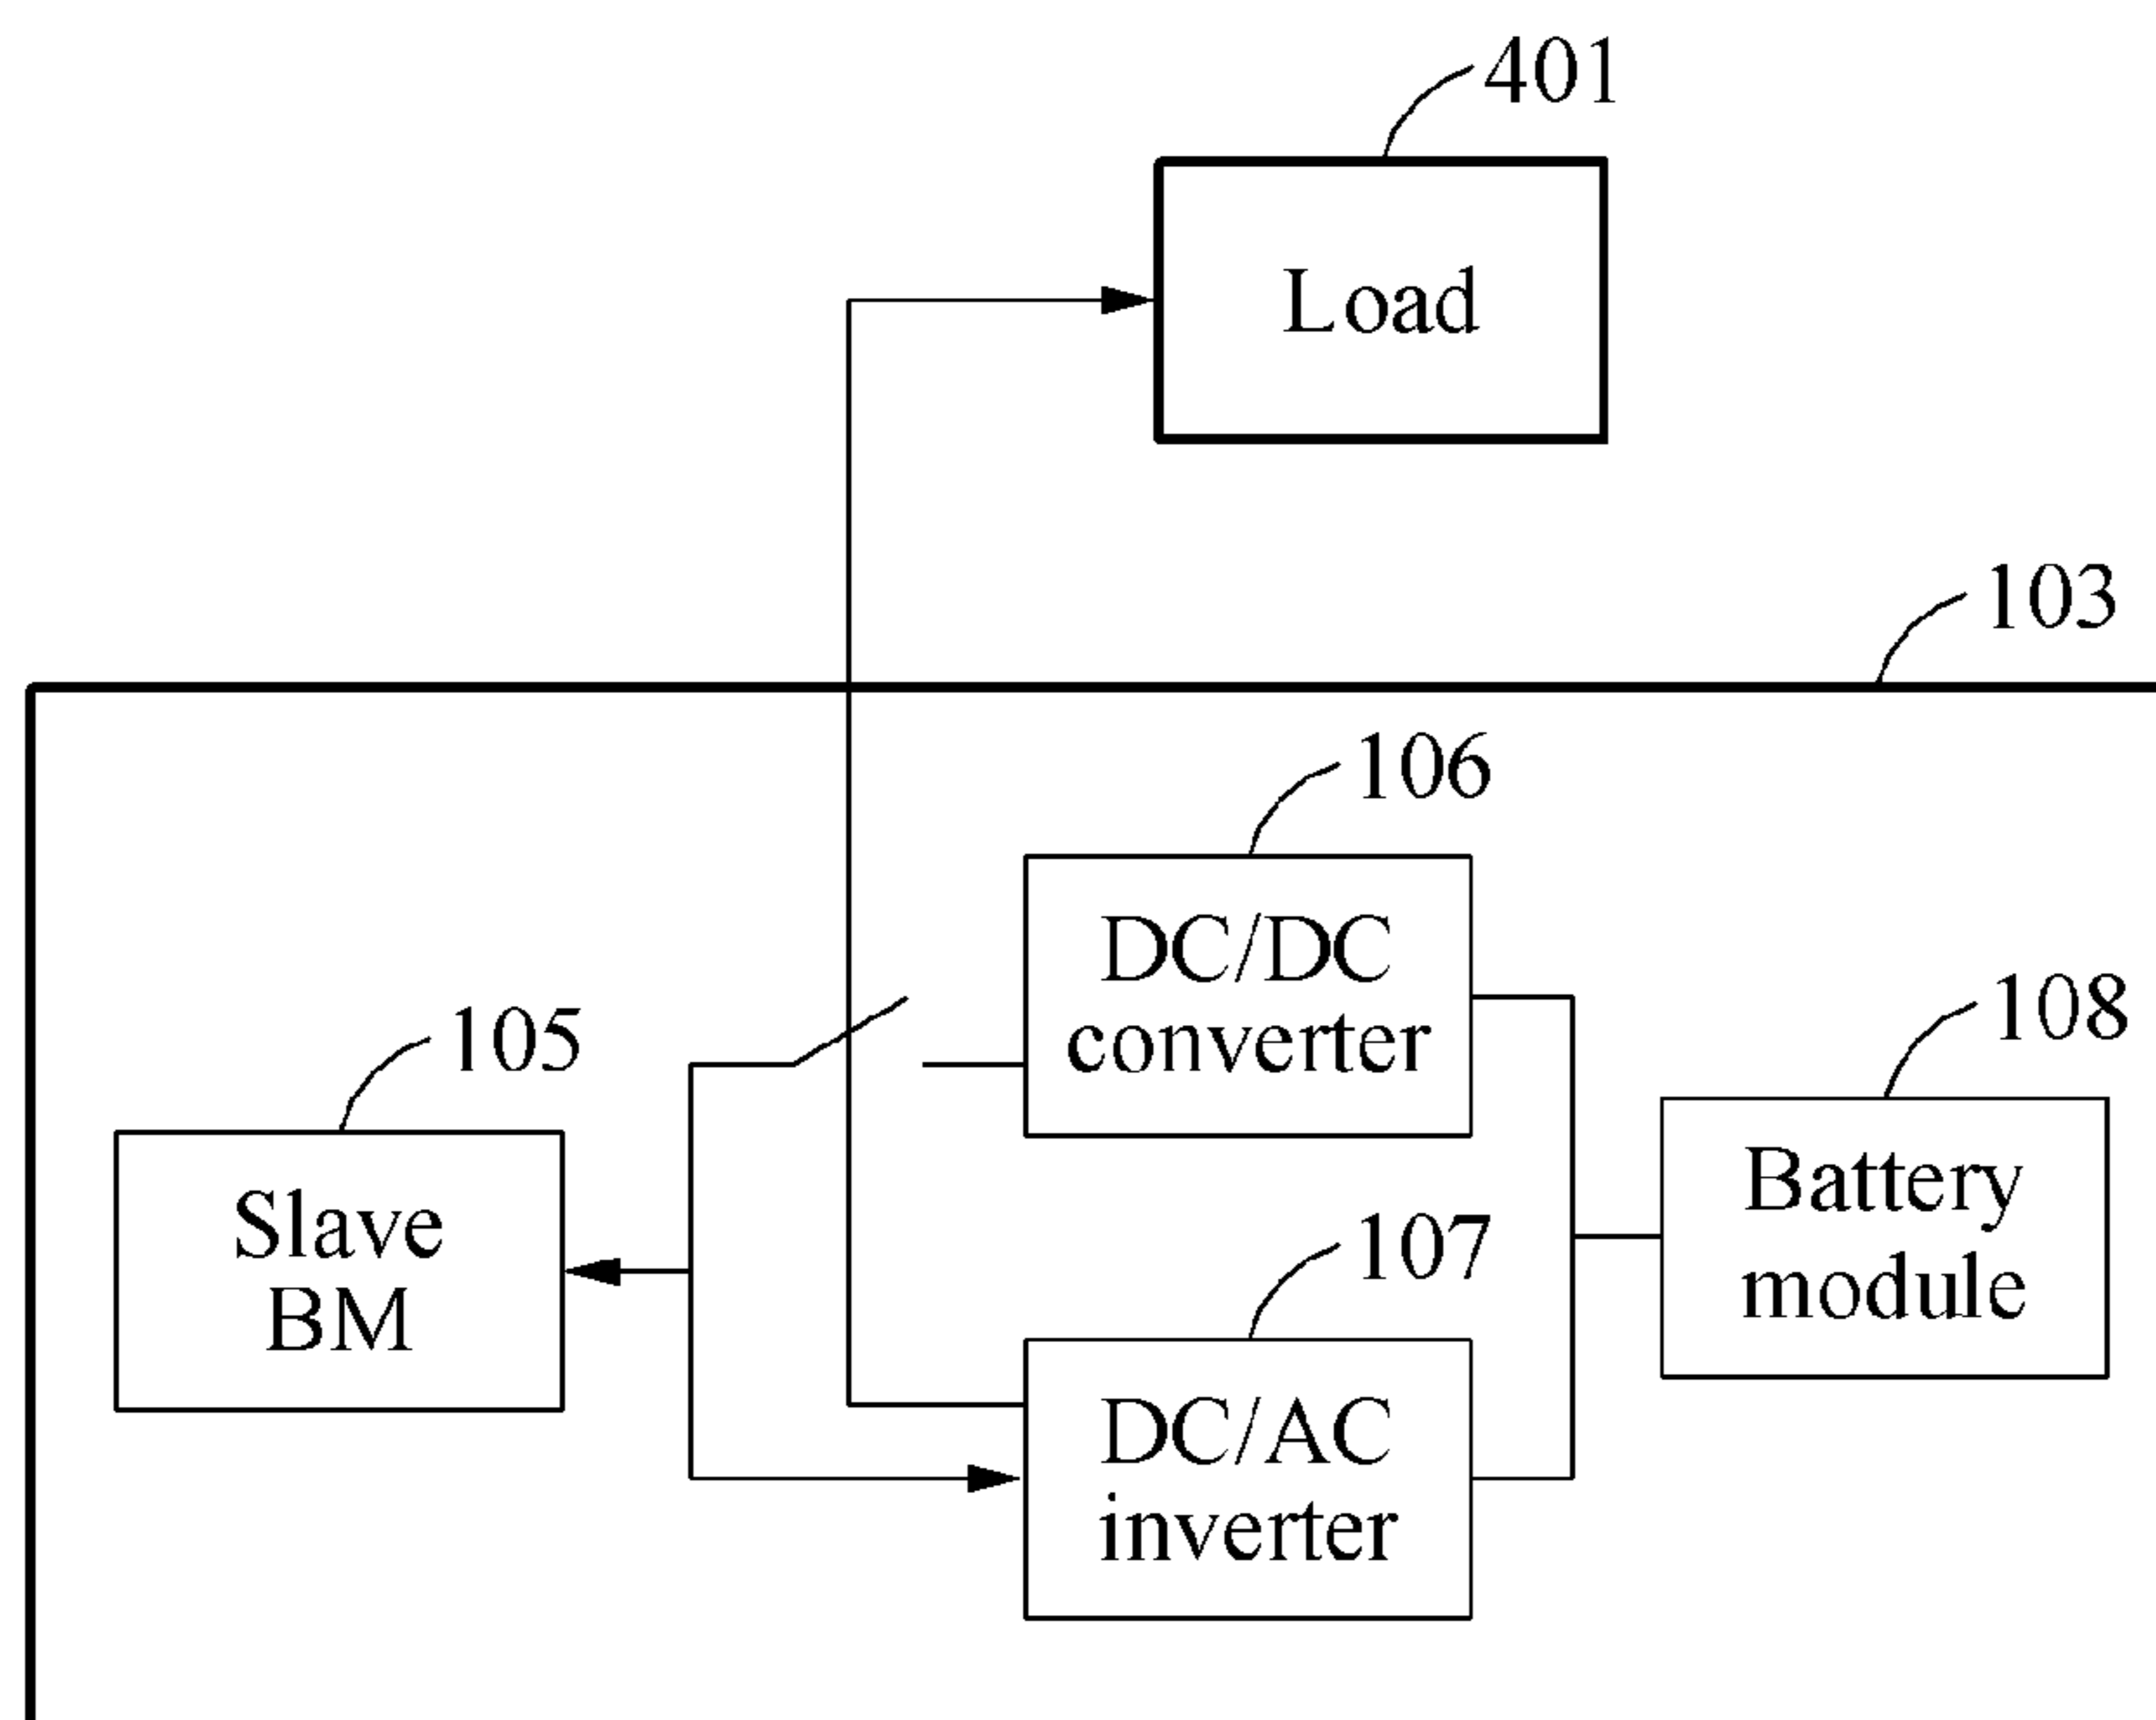 401
Load
103
106
DC/DC
converter
105
Slave
BM
108
Battery
module
107
DC/AC
inverter